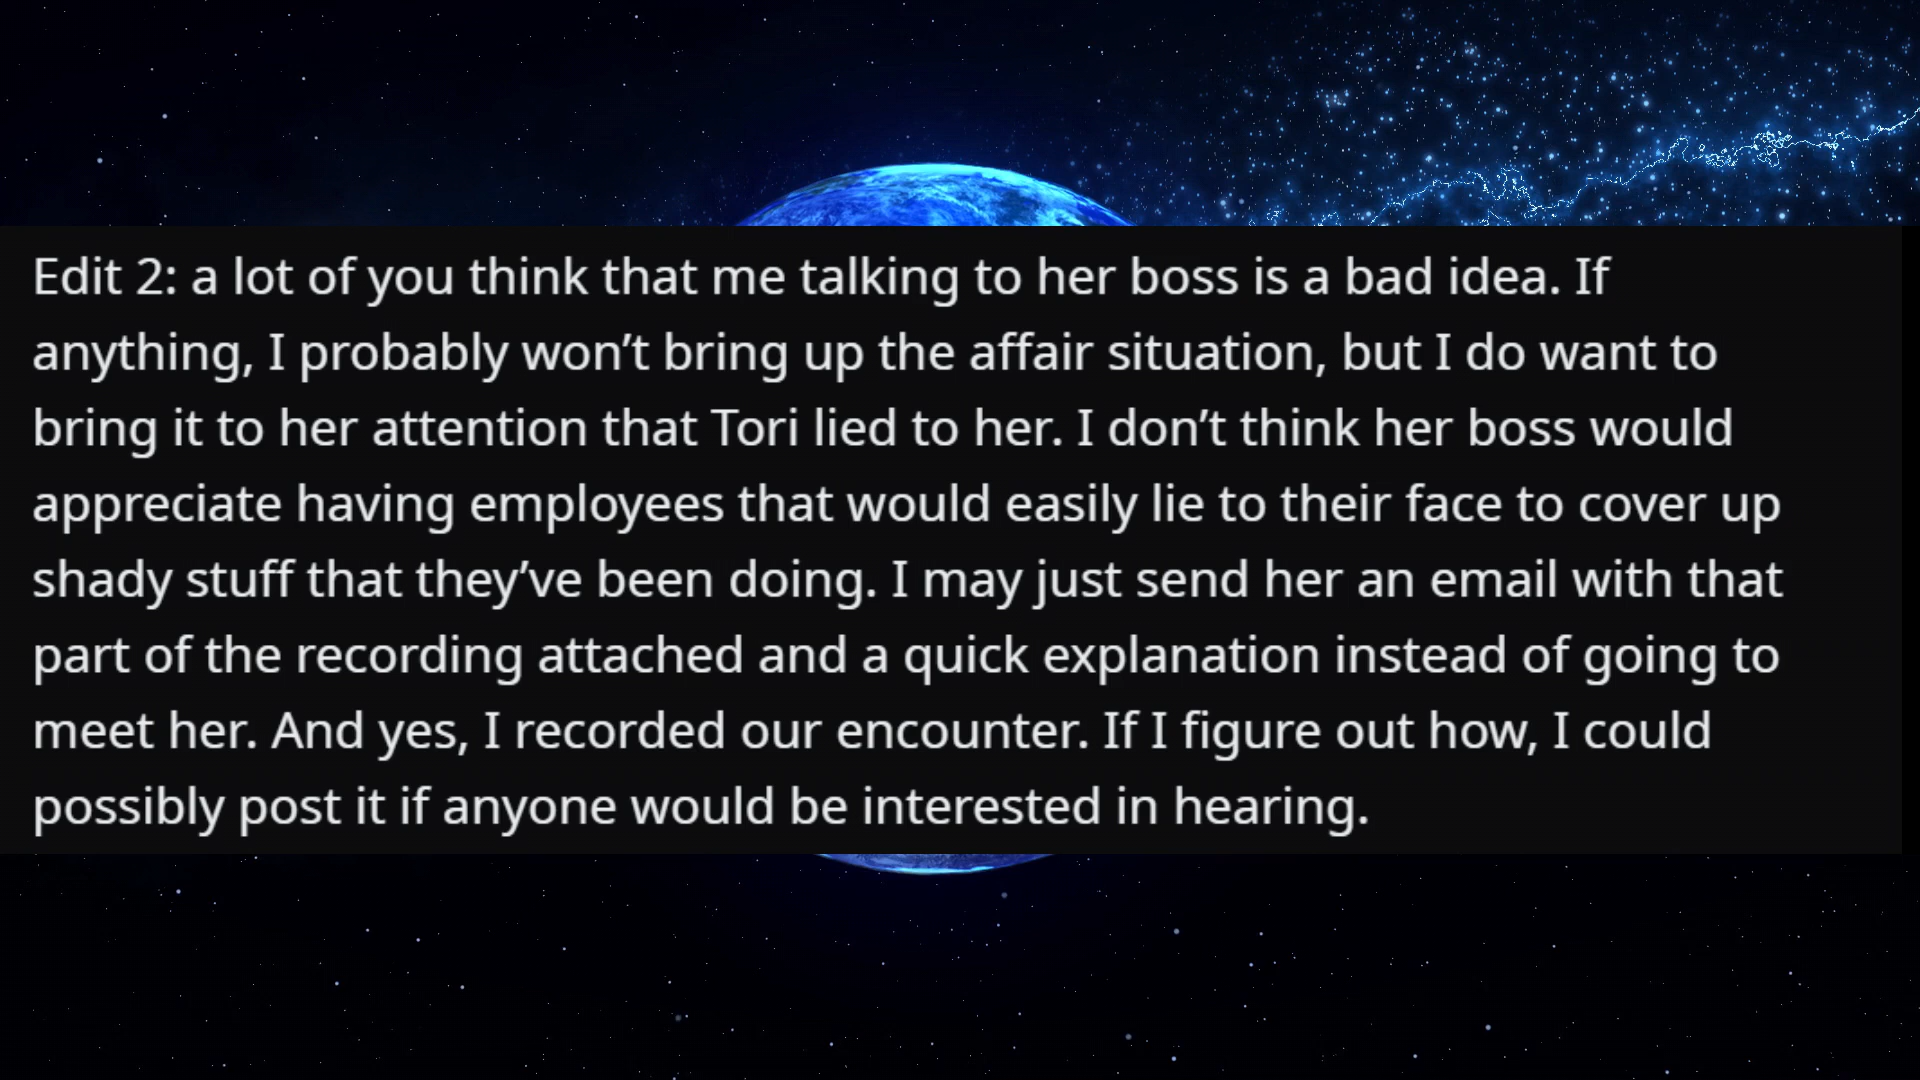 Edit 2: a lot of you think that me talking to her boss is a bad idea. If
anything, I probably won’t bring up the affair situation, but I do want to
bring it to her attention that Tori lied to her. I don’t think her boss would
appreciate having employees that would easily lie to their face to cover up
shady stuff that they’ve been doing. I may just send her an email with that
part of the recording attached and a quick explanation instead of going to
meet her. And yes, I recorded our encounter. If I figure out how, I could
possibly post it if anyone would be interested in hearing.